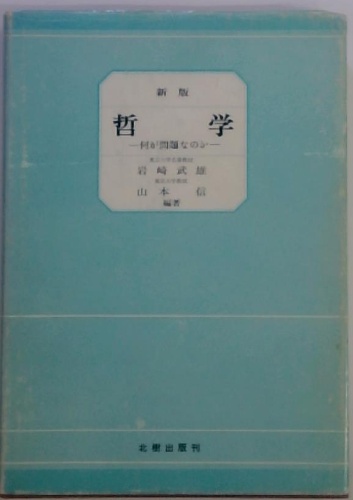 新版
哲学
—何が問題なのか—
岩崎武雄
山本信
編著
北樹出版刊